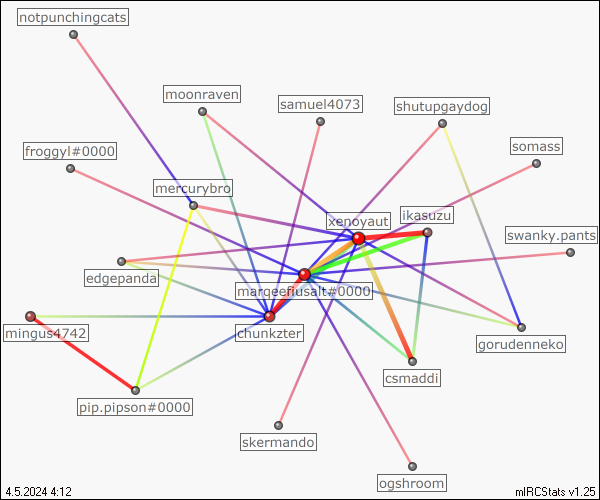 notpunchingcats
moonraven
samuel4073
shutupgaydog
froggyl#0000
somass
mercurybro
xenoyaut
ikasuzu
swanky.pants
edgepanda
marqeeflusalt#0000
mingus4742
chunkzter
gorudenneko
csmaddi
pip.pipson#0000
skermando
ogshroom
4.5.2024 4:12
mIRCStats v1.25